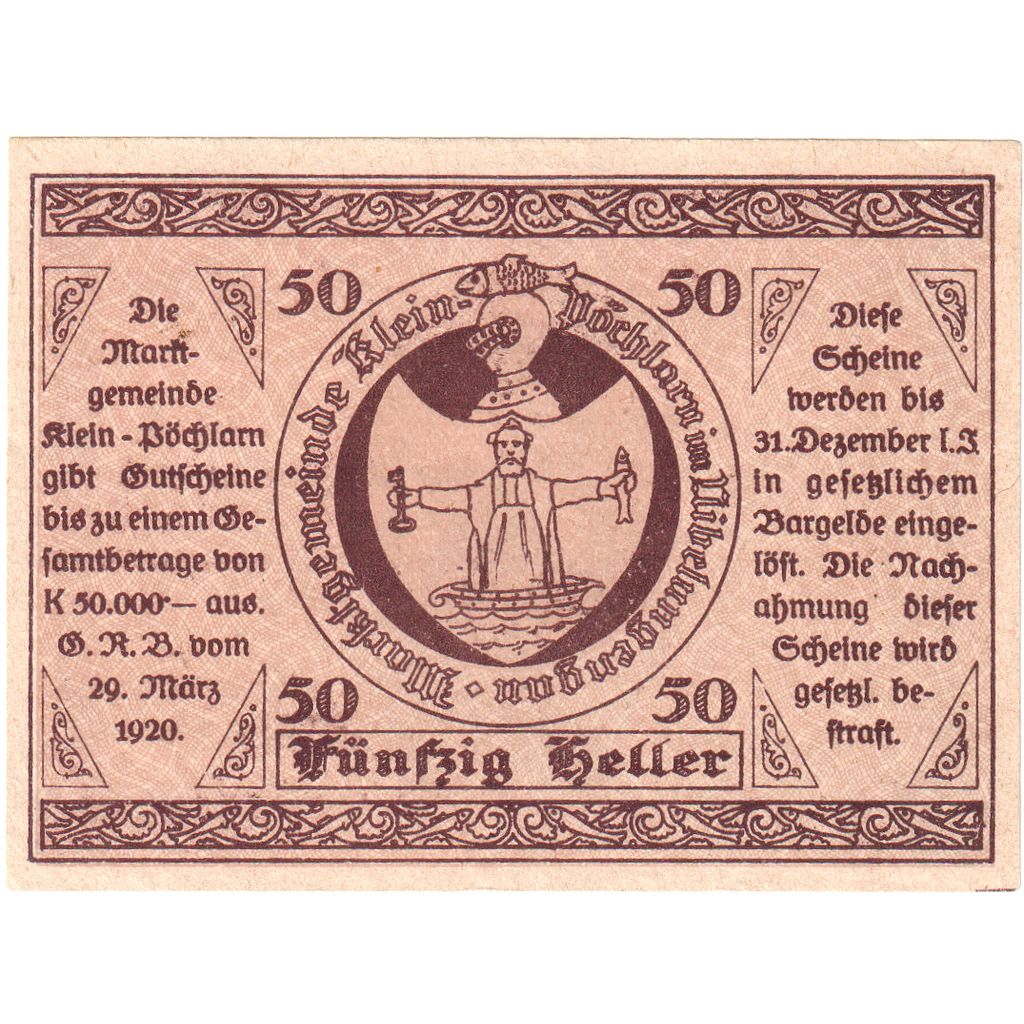 50
50
Die
Markt-
gemeinde
Klein-Pöchlarn
gibt Gutscheine
bis zu einem Ge-
samtbetrage von
K 50.000·— aus.
G. R. B. vom
29. März
1920.
Marktgemeinde Klein-Pöchlarn im Nibelungengau ·
Diese
Scheine
werden bis
31. Dezember l. J.
in gesetzlichem
Bargelde einge-
löst. Die Nach-
ahmung dieser
Scheine wird
gesetzl. be-
straft.
50
50
Fünfzig Heller